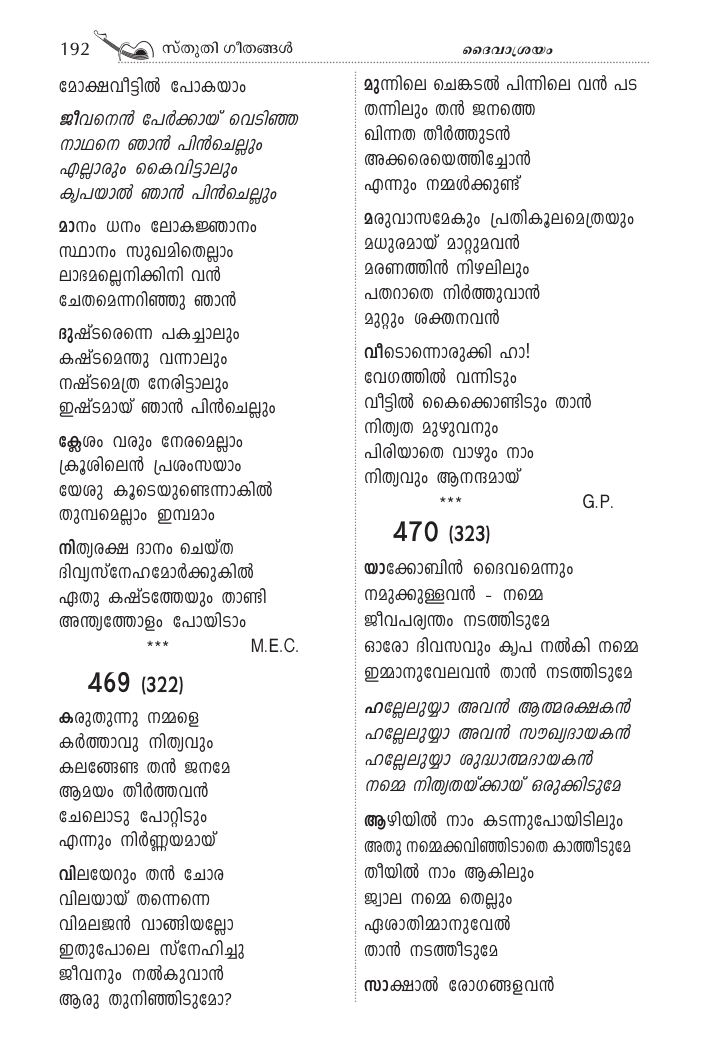 192 സ്തുതി ഗീതങ്ങൾ ദൈവാശ്രയം
മോക്ഷവീട്ടിൽ പോകയാം
ജീവനെൻ പേർക്കായ് വെടിഞ്ഞ
നാഥനെ ഞാൻ പിൻചെല്ലും
എല്ലാരും കൈവിട്ടാലും
കൃപയാൽ ഞാൻ പിൻചെല്ലും
മാനം ധനം ലോകജ്ഞാനം
സ്ഥാനം സുഖമിതെല്ലാം
ലാഭമല്ലെനിക്കിനി വൻ
ചേതമെന്നറിഞ്ഞു ഞാൻ
ദുഷ്ടരെന്നെ പകച്ചാലും
കഷ്ടമെന്തു വന്നാലും
നഷ്ടമെത്ര നേരിട്ടാലും
ഇഷ്ടമായ് ഞാൻ പിൻചെല്ലും
ക്ലേശം വരും നേരമെല്ലാം
ക്രൂശിലെൻ പ്രശംസയാം
യേശു കൂടെയുണ്ടെന്നാകിൽ
തുമ്പമെല്ലാം ഇമ്പമാം
നിത്യരക്ഷ ദാനം ചെയ്ത
ദിവ്യസ്നേഹമോർക്കുകിൽ
ഏതു കഷ്ടത്തേയും താണ്ടി
അന്ത്യത്തോളം പോയിടാം
*** M.E.C.
469 (322)
കരുതുന്നു നമ്മളെ
കർത്താവു നിത്യവും
കലങ്ങേണ്ട തൻ ജനമേ
ആമയം തീർത്തവൻ
ചേലൊടു പോറ്റിടും
എന്നും നിർണ്ണയമായ്
വിലയേറും തൻ ചോര
വിലയായ് തന്നെന്നെ
വിമലജൻ വാങ്ങിയല്ലോ
ഇതുപോലെ സ്നേഹിച്ചു
ജീവനും നൽകുവാൻ
ആരു തുനിഞ്ഞിടുമോ?
മുന്നിലെ ചെങ്കടൽ പിന്നിലെ വൻ പട
തന്നിലും തൻ ജനത്തെ
ഖിന്നത തീർത്തുടൻ
അക്കരെയെത്തിച്ചോൻ
എന്നും നമ്മൾക്കുണ്ട്
മരുവാസമേകും പ്രതികൂലമെത്രയും
മധുരമായ് മാറ്റുമവൻ
മരണത്തിൻ നിഴലിലും
പതറാതെ നിർത്തുവാൻ
മുറ്റും ശക്തനവൻ
വീടൊന്നൊരുക്കി ഹാ!
വേഗത്തിൽ വന്നിടും
വീട്ടിൽ കൈക്കൊണ്ടിടും താൻ
നിത്യത മുഴുവനും
പിരിയാതെ വാഴും നാം
നിത്യവും ആനന്ദമായ്
*** G.P.
470 (323)
യാക്കോബിൻ ദൈവമെന്നും
നമുക്കുള്ളവൻ - നമ്മെ
ജീവപര്യന്തം നടത്തിടുമേ
ഓരോ ദിവസവും കൃപ നൽകി നമ്മെ
ഇമ്മാനുവേലവൻ താൻ നടത്തിടുമേ
ഹല്ലേലുയ്യാ അവൻ ആത്മരക്ഷകൻ
ഹല്ലേലുയ്യാ അവൻ സൗഖ്യദായകൻ
ഹല്ലേലുയ്യാ ശുദ്ധാത്മദായകൻ
നമ്മെ നിത്യതയ്ക്കായ് ഒരുക്കിടുമേ
ആഴിയിൽ നാം കടന്നുപോയിടിലും
അതു നമ്മെക്കവിഞ്ഞിടാതെ കാത്തീടുമേ
തീയിൽ നാം ആകിലും
ജ്വാല നമ്മെ തെല്ലും
ഏശാതിമ്മാനുവേൽ
താൻ നടത്തീടുമേ
സാക്ഷാൽ രോഗങ്ങളവൻ